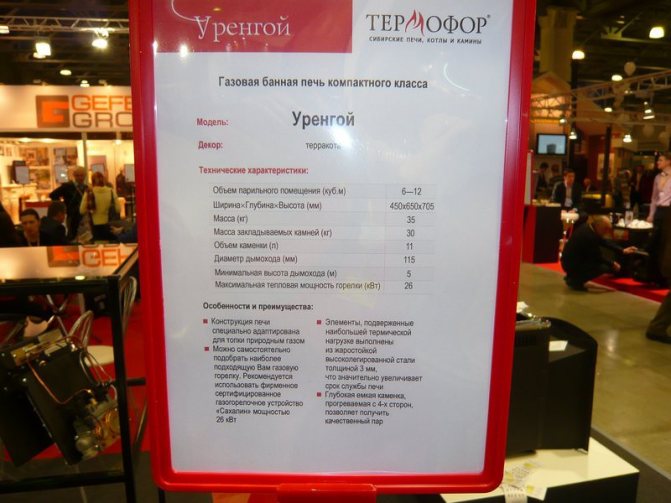 Уренгой
ТЕРМОФОР®
СИБИРСКИЕ ПЕЧИ, КОТЛЫ И КАМИНЫ
Газовая банная печь компактного класса
Модель: Уренгой
Декор: терракота
Технические характеристики:
Объем парильного помещения (куб.м) 6—12
Ширина×Глубина×Высота (мм) 450х650х705
Масса (кг) 35
Масса закладываемых камней (кг) 30
Объем каменки (л) 11
Диаметр дымохода (мм) 115
Минимальная высота дымохода (м) 5
Максимальная тепловая мощность горелки (кВт) 26
Особенности и преимущества:
Конструкция печи
специально адаптирована
для топки природным газом
Можно самостоятельно
подобрать наиболее
подходящую Вам газовую
горелку. Рекомендуется
использовать фирменное
сертифицированное
газогорелочное устройство
«Сахалин» мощностью
26 кВт
Элементы, подверженные
наибольшей термической
нагрузке выполнены
из жаростойкой
высоколегированной стали
толщиной 3 мм,
что значительно увеличивает
срок службы печи
Глубокая емкая каменка,
прогреваемая с 4-х сторон,
позволяет получить
качественный пар
GEFE
GRO
GEF